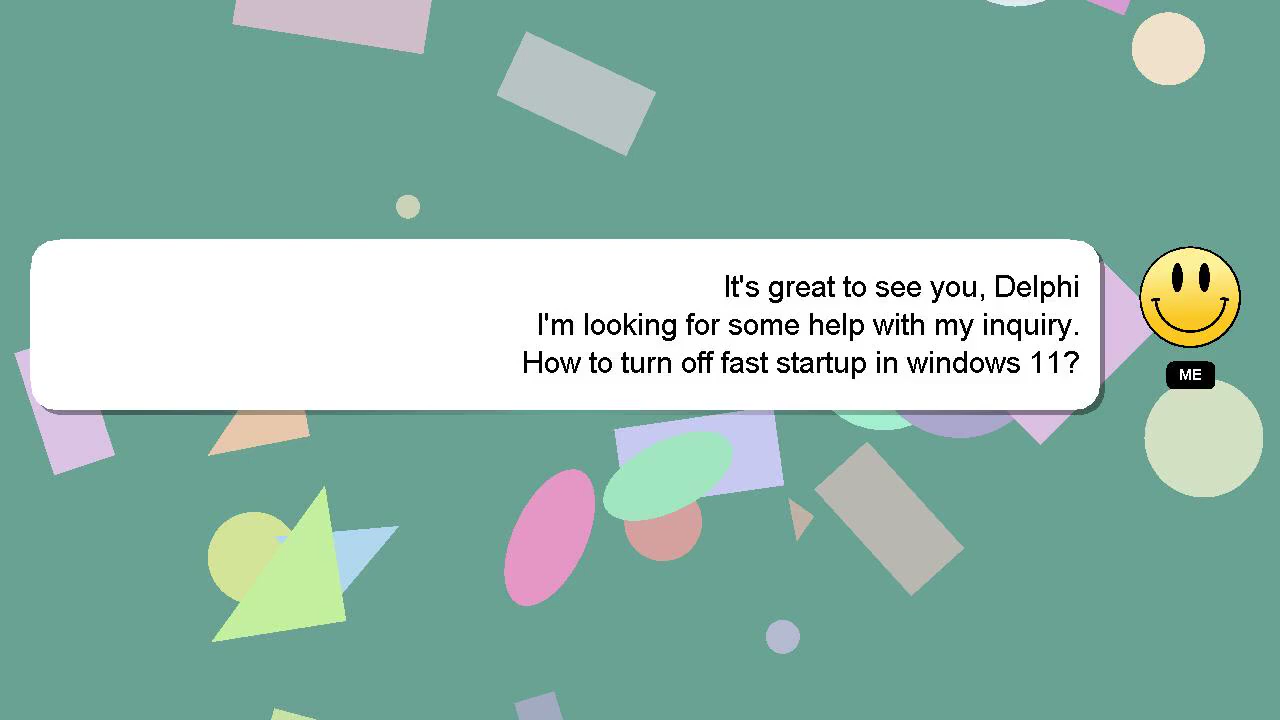 It's great to see you, Delphi
I'm looking for some help with my inquiry.
How to turn off fast startup in windows 11?
ME